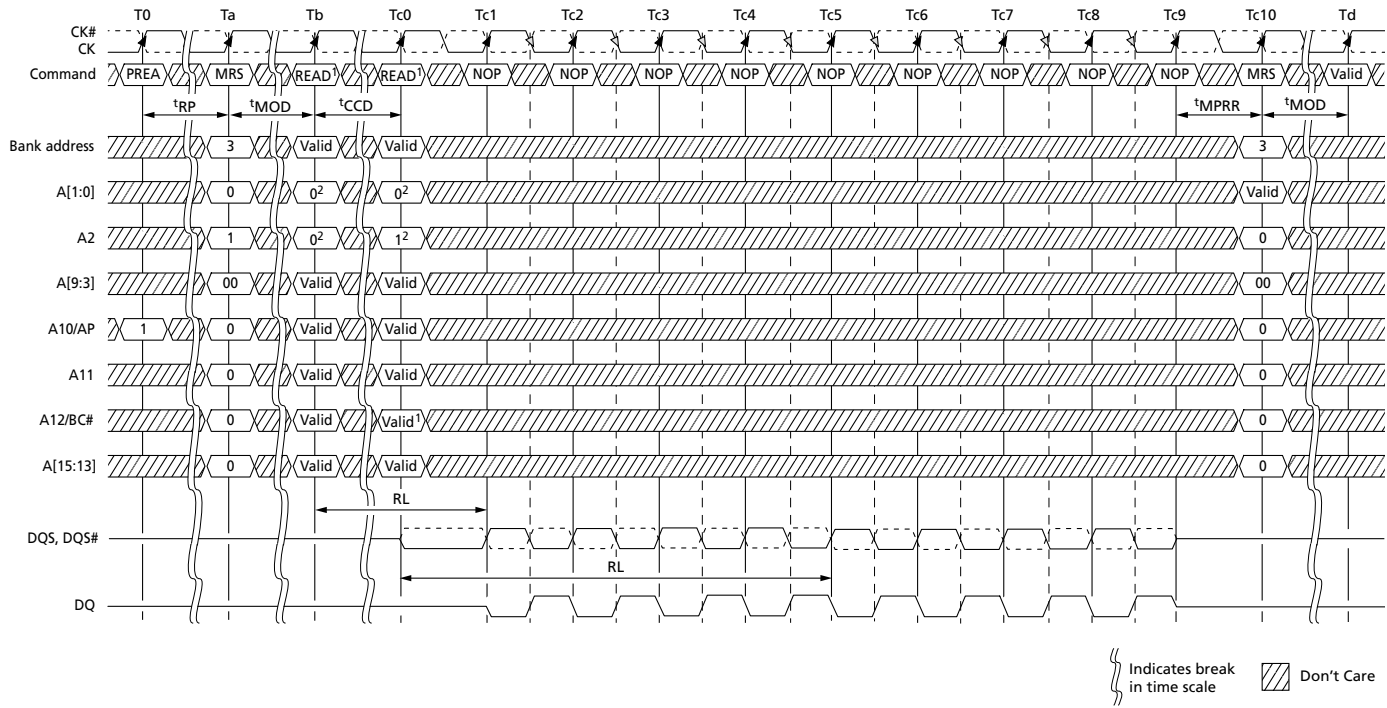 T0 Ta Tb Tc0 Tc1 Tc2 Tc3 Tc4 Tc5 Tc6 Tc7 Tc8 Tc9 Tc10 Td
CK#
CK
Command PREA MRS READ1 READ1 NOP NOP NOP NOP NOP NOP NOP NOP NOP MRS Valid
tRP tMOD tCCD tMPRR tMOD
Bank address 3 Valid Valid 3
A[1:0] 0 02 02 Valid
A2 1 02 12 0
A[9:3] 00 Valid Valid 00
A10/AP 1 0 Valid Valid 0
A11 0 Valid Valid 0
A12/BC# 0 Valid Valid1 0
A[15:13] 0 Valid Valid 0
RL
DQS, DQS#
RL
DQ
Indicates break
in time scale
Don't Care